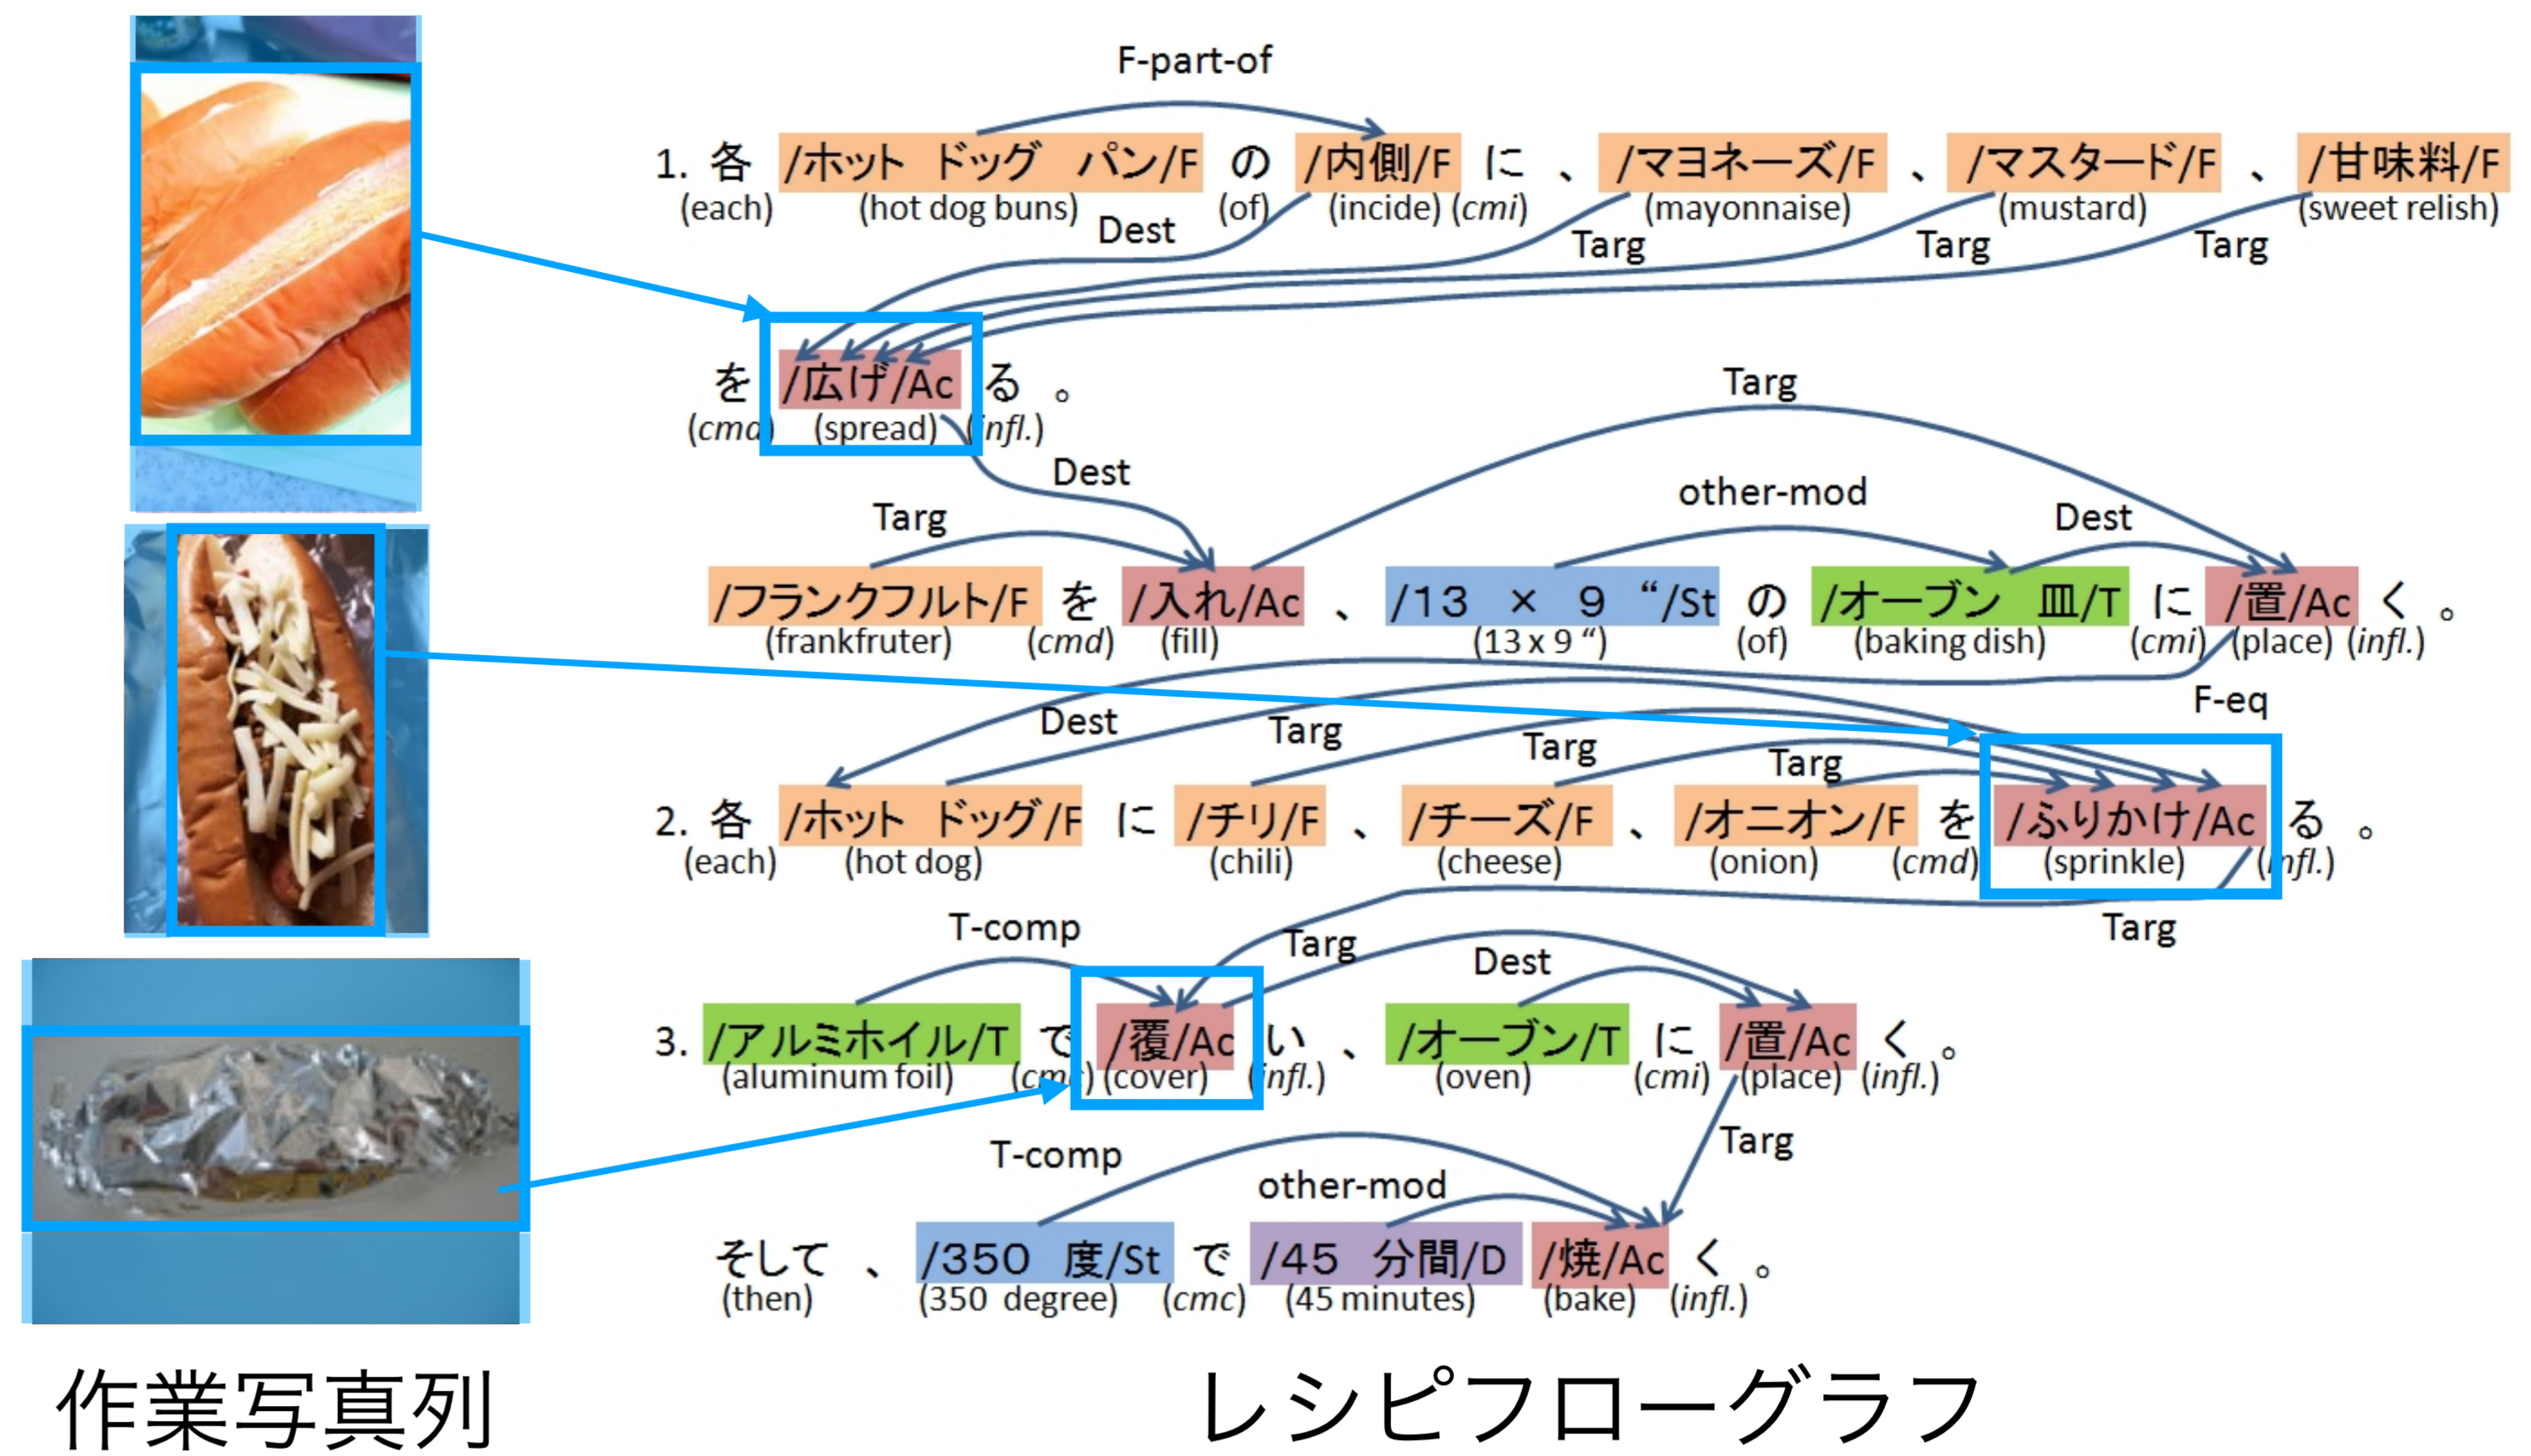 F-part-of
1. 各 /ホット ドッグ パン/F の /内側/F に 、 /マヨネーズ/F 、 /マスタード/F 、 /甘味料/F
(each) (hot dog buns) (of) (incide) (cmi) (mayonnaise) (mustard) (sweet relish)
Dest Targ Targ Targ
を /広げ/Ac る 。
(cmd) (spread) (infl.)
Targ
Dest
other-mod
Targ Dest
/フランクフルト/F を /入れ/Ac 、 /13 × 9 “/St の /オーブン 皿/T に /置/Ac く 。
(frankfruter) (cmd) (fill) (13 x 9 “) (of) (baking dish) (cmi) (place) (infl.)
F-eq
Dest Targ Targ Targ
2. 各 /ホット ドッグ/F に /チリ/F 、 /チーズ/F 、 /オニオン/F を /ふりかけ/Ac る 。
(each) (hot dog) (chili) (cheese) (onion) (cmd) (sprinkle) (infl.)
T-comp Targ Dest Targ
3. /アルミホイル/T で /覆/Ac い 、 /オーブン/T に /置/Ac く 。
(aluminum foil) (cmc) (cover) (infl.) (oven) (cmi) (place) (infl.)
T-comp Targ
other-mod
そして 、 /350 度/St で /45 分間/D /焼/Ac く 。
(then) (350 degree) (cmc) (45 minutes) (bake) (infl.)
作業写真列 レシピフローグラフ